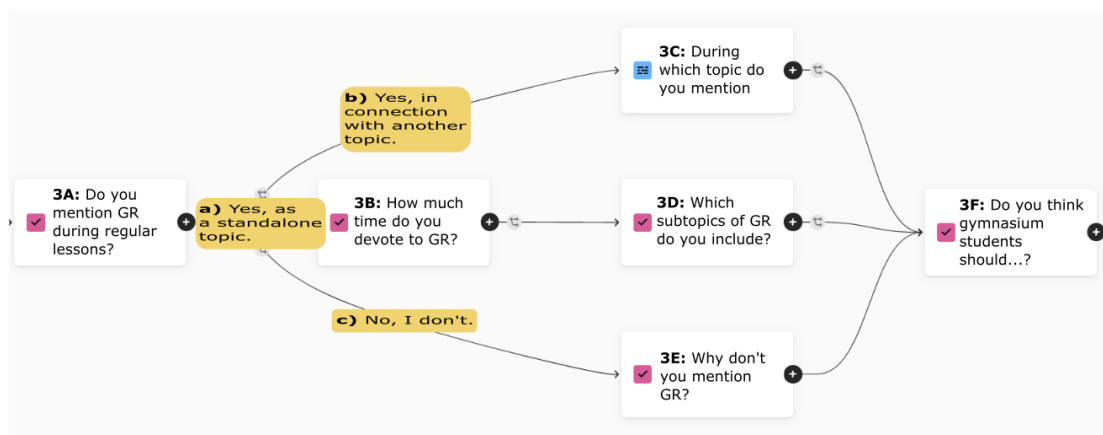 3A: Do you
mention GR
during regular
lessons?
b) Yes, in
connection
with another
topic.
a) Yes, as
a standalone
topic.
c) No, I don't.
3B: How much
time do you
devote to GR?
3C: During
which topic do
you mention
3D: Which
subtopics of GR
do you include?
3E: Why don't
you mention
GR?
3F: Do you think
gymnasium
students
should...?